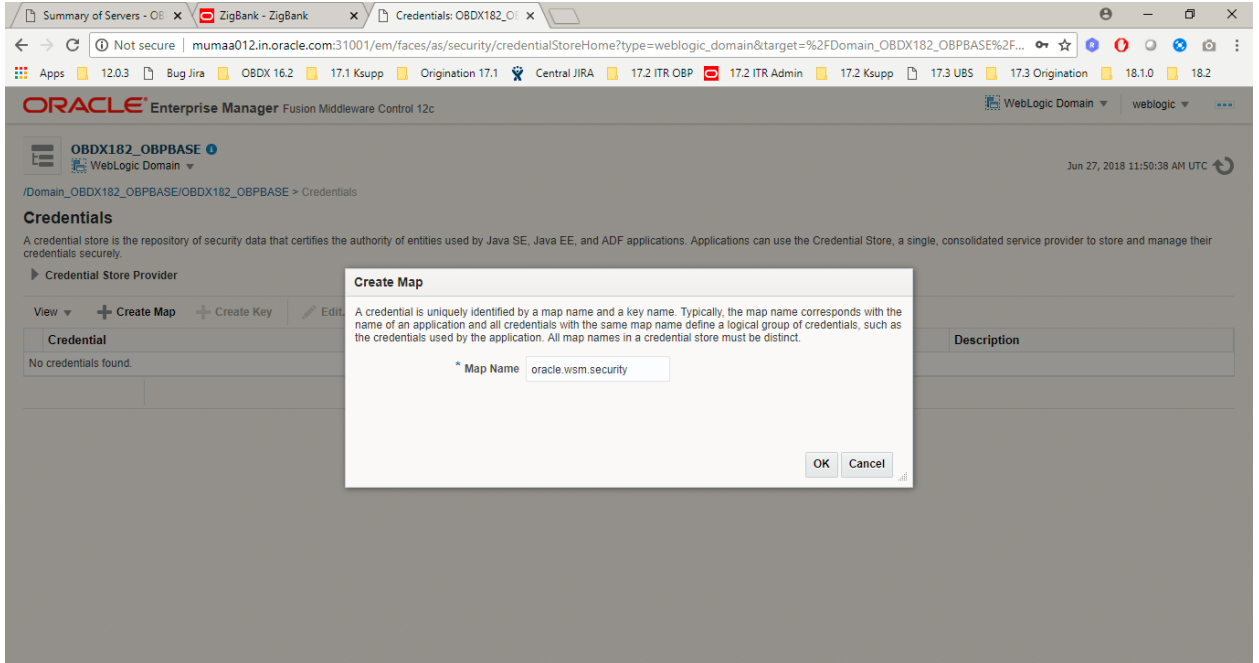 Summary of Servers - OB
ZigBank - ZigBank
Credentials: OBDX182_OB
Not secure | mumaa012.in.oracle.com:31001/em/faces/as/security/credentialStoreHome?type=weblogic_domain&target=%2FDomain_OBDX182_OBPBASE%2F...
Apps 12.0.3 Bug Jira OBDX 16.2 17.1 Ksupp Origination 17.1 Central JIRA 17.2 ITR OBP 17.2 ITR Admin 17.2 Ksupp 17.3 UBS 17.3 Origination 18.1.0 18.2
ORACLE Enterprise Manager Fusion Middleware Control 12c
WebLogic Domain weblogic
OBDX182_OBPBASE
WebLogic Domain
Jun 27, 2018 11:50:38 AM UTC
/Domain_OBDX182_OBPBASE/OBDX182_OBPBASE > Credentials
Credentials
A credential store is the repository of security data that certifies the authority of entities used by Java SE, Java EE, and ADF applications. Applications can use the Credential Store, a single, consolidated service provider to store and manage their
credentials securely.
Credential Store Provider
View Create Map Create Key Edit.
Credential Description
No credentials found.
Create Map
A credential is uniquely identified by a map name and a key name. Typically, the map name corresponds with the
name of an application and all credentials with the same map name define a logical group of credentials, such as
the credentials used by the application. All map names in a credential store must be distinct.
* Map Name oracle.wsm.security
OK Cancel